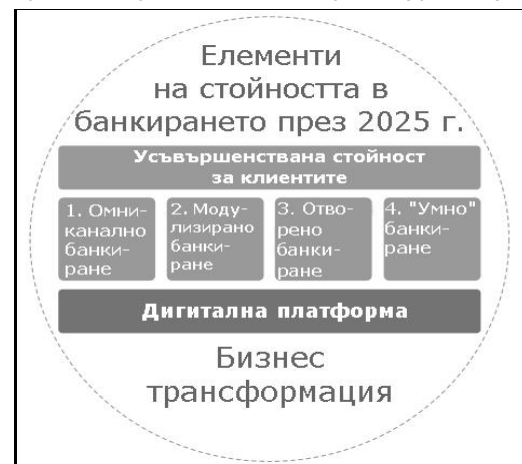 Елементи
на стойността в
банкирането през 2025 г.
Усъвършенствана стойност
за клиентите
1. Омни-
канално
банки-
ране
2. Моду-
лизирано
банки-
ране
3. Отво-
рено
банки-
ране
4. "Умно"
банки-
ране
Дигитална платформа
Бизнес
трансформация